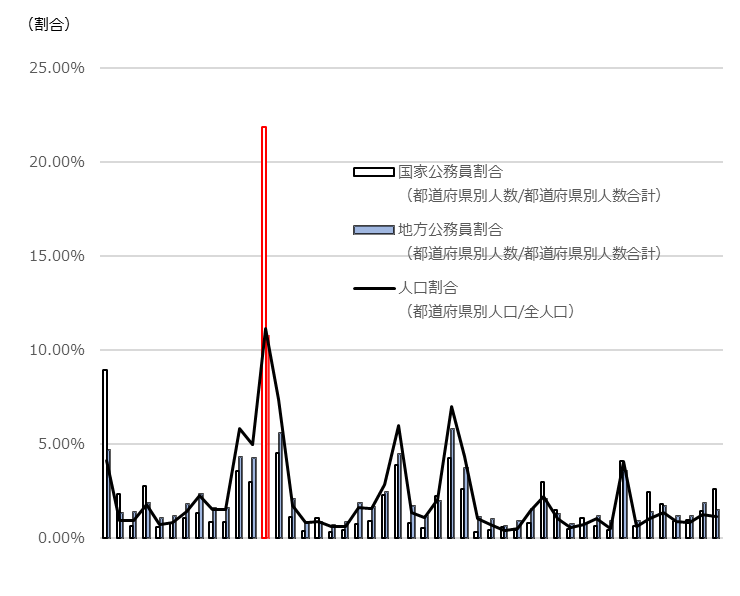 （割合）
25.00%
20.00%
国家公務員割合
（都道府県別人数/都道府県別人数合計）
地方公務員割合
（都道府県別人数/都道府県別人数合計）
15.00%
人口割合
（都道府県別人口/全人口）
10.00%
5.00%
0.00%